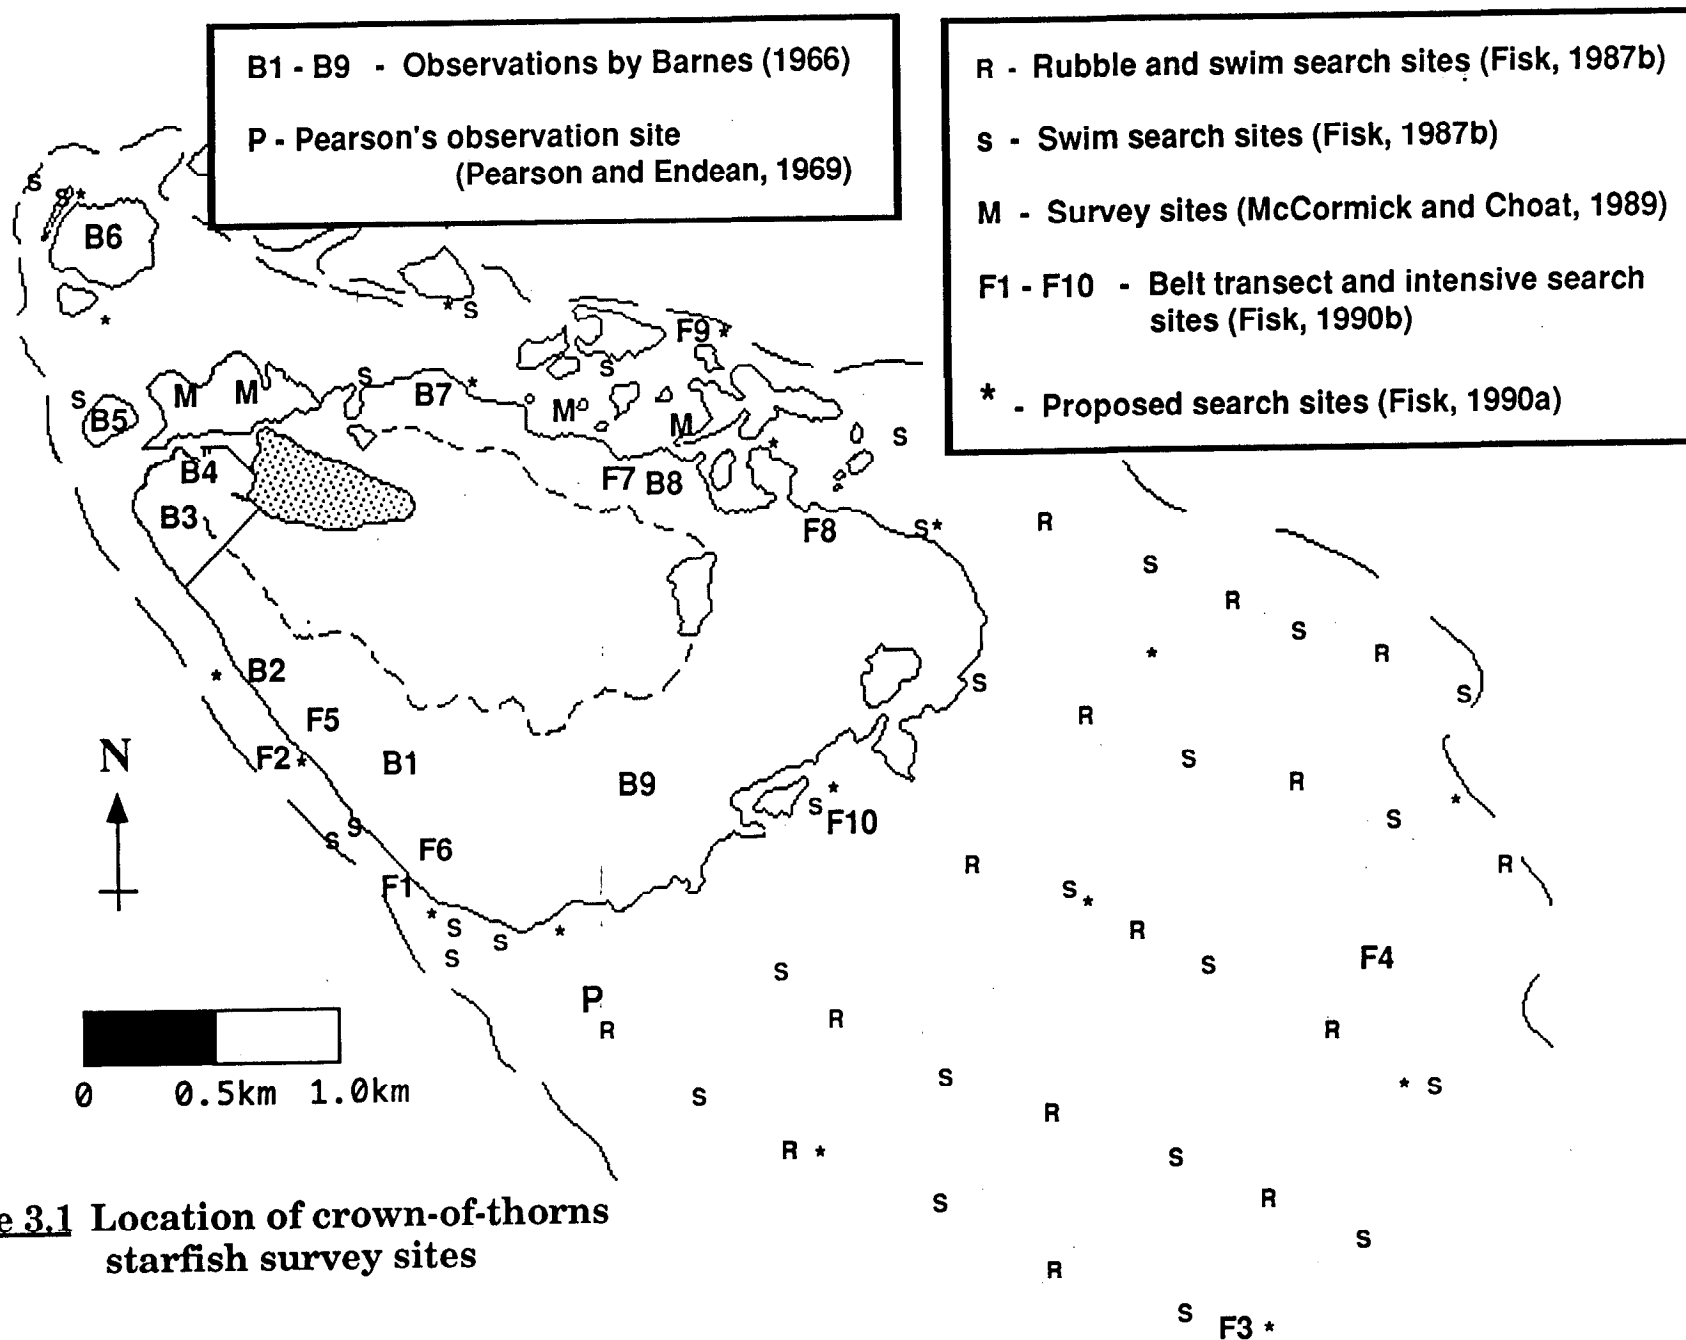 B1 - B9 - Observations by Barnes (1966)
P - Pearson's observation site
(Pearson and Endean, 1969)
R - Rubble and swim search sites (Fisk, 1987b)
S - Swim search sites (Fisk, 1987b)
M - Survey sites (McCormick and Choat, 1989)
F1 - F10 - Belt transect and intensive search
sites (Fisk, 1990b)
* - Proposed search sites (Fisk, 1990a)
S
S *
B6
*
* S
F9 *
S
S
B7 *
M M
S
B5
M
M
S
*
B4
F7 B8
B3
F8
S *
R
S
R
S
R
*
B2
*
S
S
F5
R
F2 *
B1
B9
S
R
*
*
S
F10
S
S
S
F6
R
R
F1
S *
*
S
S
*
R
S
S
S
F4
P
R
R
R
S
* S
S
R
R *
S
S
R
S
R
S
F3 *
N
0 0.5km 1.0km
e 3.1 Location of crown-of-thorns
starfish survey sites